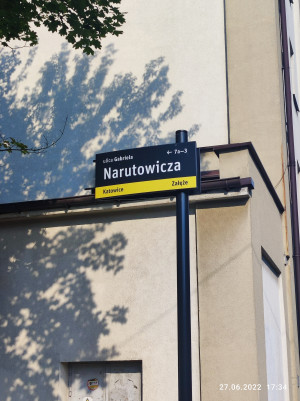 ulica Gabriela
← 7a–3
Narutowicza
Katowice Załęże
27.06.2022 17:34